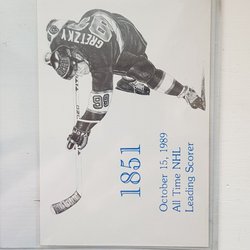 GRETZKY
99
1851
October 15, 1989
All Time NHL
Leading Scorer